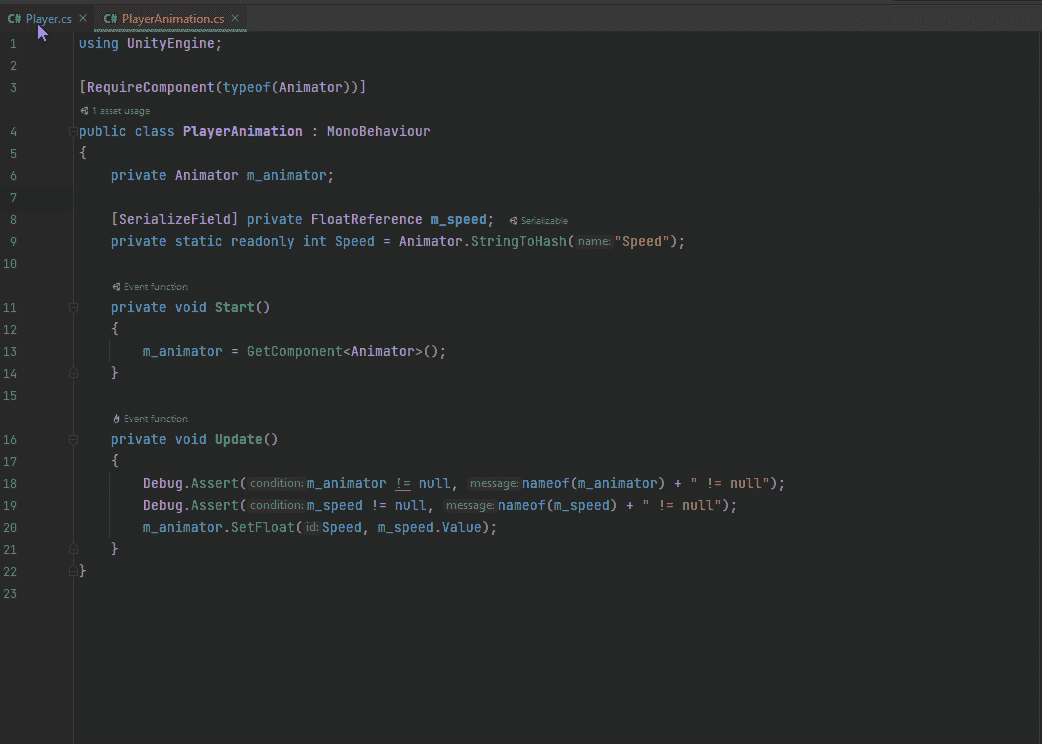 C# Player.cs × C# PlayerAnimation.cs ×
1 using UnityEngine;
2
3 [RequireComponent(typeof(Animator))]
1 asset usage
4 public class PlayerAnimation : MonoBehaviour
5 {
6 private Animator m_animator;
7
8 [SerializeField] private FloatReference m_speed; Serializable
9 private static readonly int Speed = Animator.StringToHash( name: "Speed");
10
Event function
11 private void Start()
12 {
13 m_animator = GetComponent<Animator>();
14 }
15
Event function
16 private void Update()
17 {
18 Debug.Assert( condition: m_animator != null, message: nameof(m_animator) + " != null");
19 Debug.Assert( condition: m_speed != null, message: nameof(m_speed) + " != null");
20 m_animator.SetFloat( id: Speed, m_speed.Value);
21 }
22 }
23